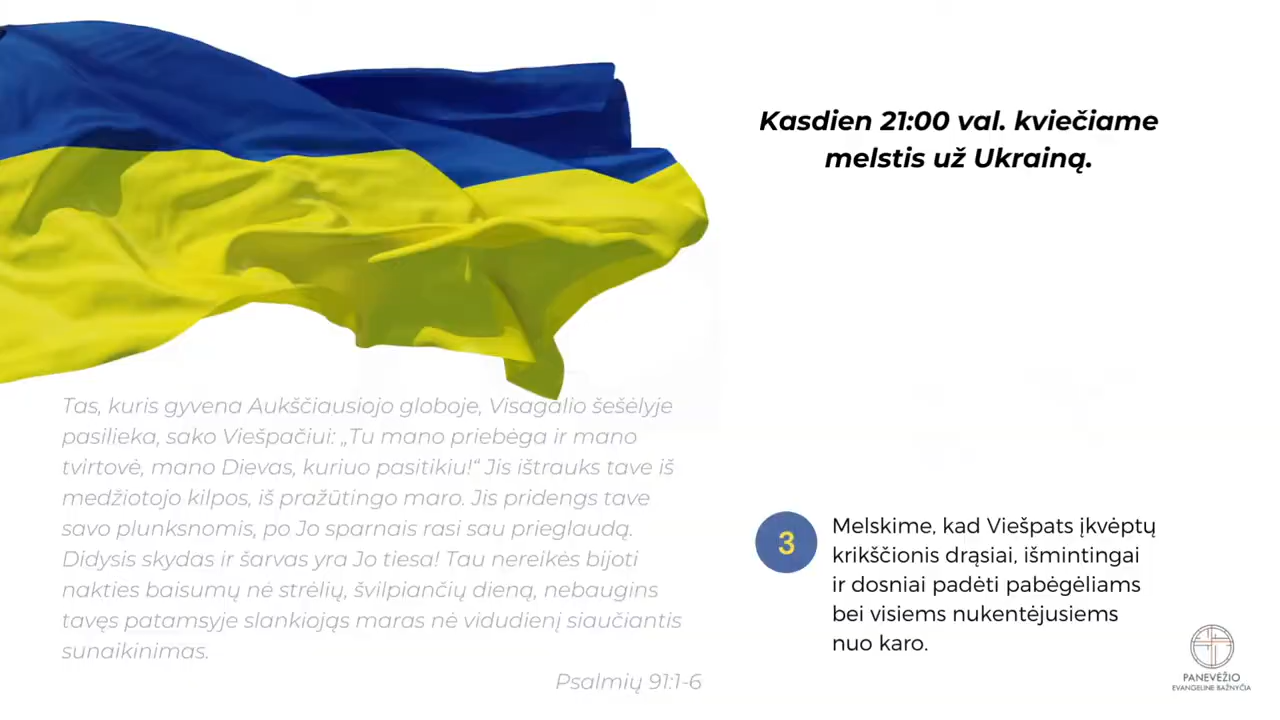 Kasdien 21:00 val. kviečiame
melstis už Ukrainą.
Tas, kuris gyvena Aukščiausiojo globoje, Visagalio šešėlyje
pasilieka, sako Viešpačiui: „Tu mano priebėga ir mano
tvirtovė, mano Dievas, kuriuo pasitikiu!“ Jis ištrauks tave iš
medžiotojo kilpos, iš pražūtingo maro. Jis pridengs tave
savo plunksnomis, po Jo sparnais rasi sau prieglaudą.
Didysis skydas ir šarvas yra Jo tiesa! Tau nereikės bijoti
nakties baisumų nė strėlių, švilpiančių dieną, nebaugins
tavęs patamsyje slankiojąs maras nė vidudienį siaučiantis
sunaikinimas.
Psalmių 91:1-6
3
Melskime, kad Viešpats įkvėptų
krikščionis drąsiai, išmintingai
ir dosniai padėti pabėgėliams
bei visiems nukentėjusiems
nuo karo.
PANEVĖŽIO
EVANGELINĖ BAŽNYČIA